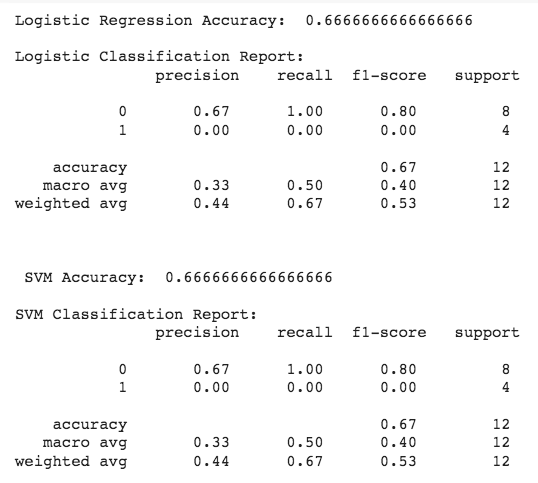 Logistic Regression Accuracy:  0.6666666666666666
Logistic Classification Report:
precision    recall  f1-score   support
0       0.67      1.00      0.80         8
1       0.00      0.00      0.00         4
accuracy                           0.67        12
macro avg       0.33      0.50      0.40        12
weighted avg       0.44      0.67      0.53        12
SVM Accuracy:  0.6666666666666666
SVM Classification Report:
precision    recall  f1-score   support
0       0.67      1.00      0.80         8
1       0.00      0.00      0.00         4
accuracy                           0.67        12
macro avg       0.33      0.50      0.40        12
weighted avg       0.44      0.67      0.53        12